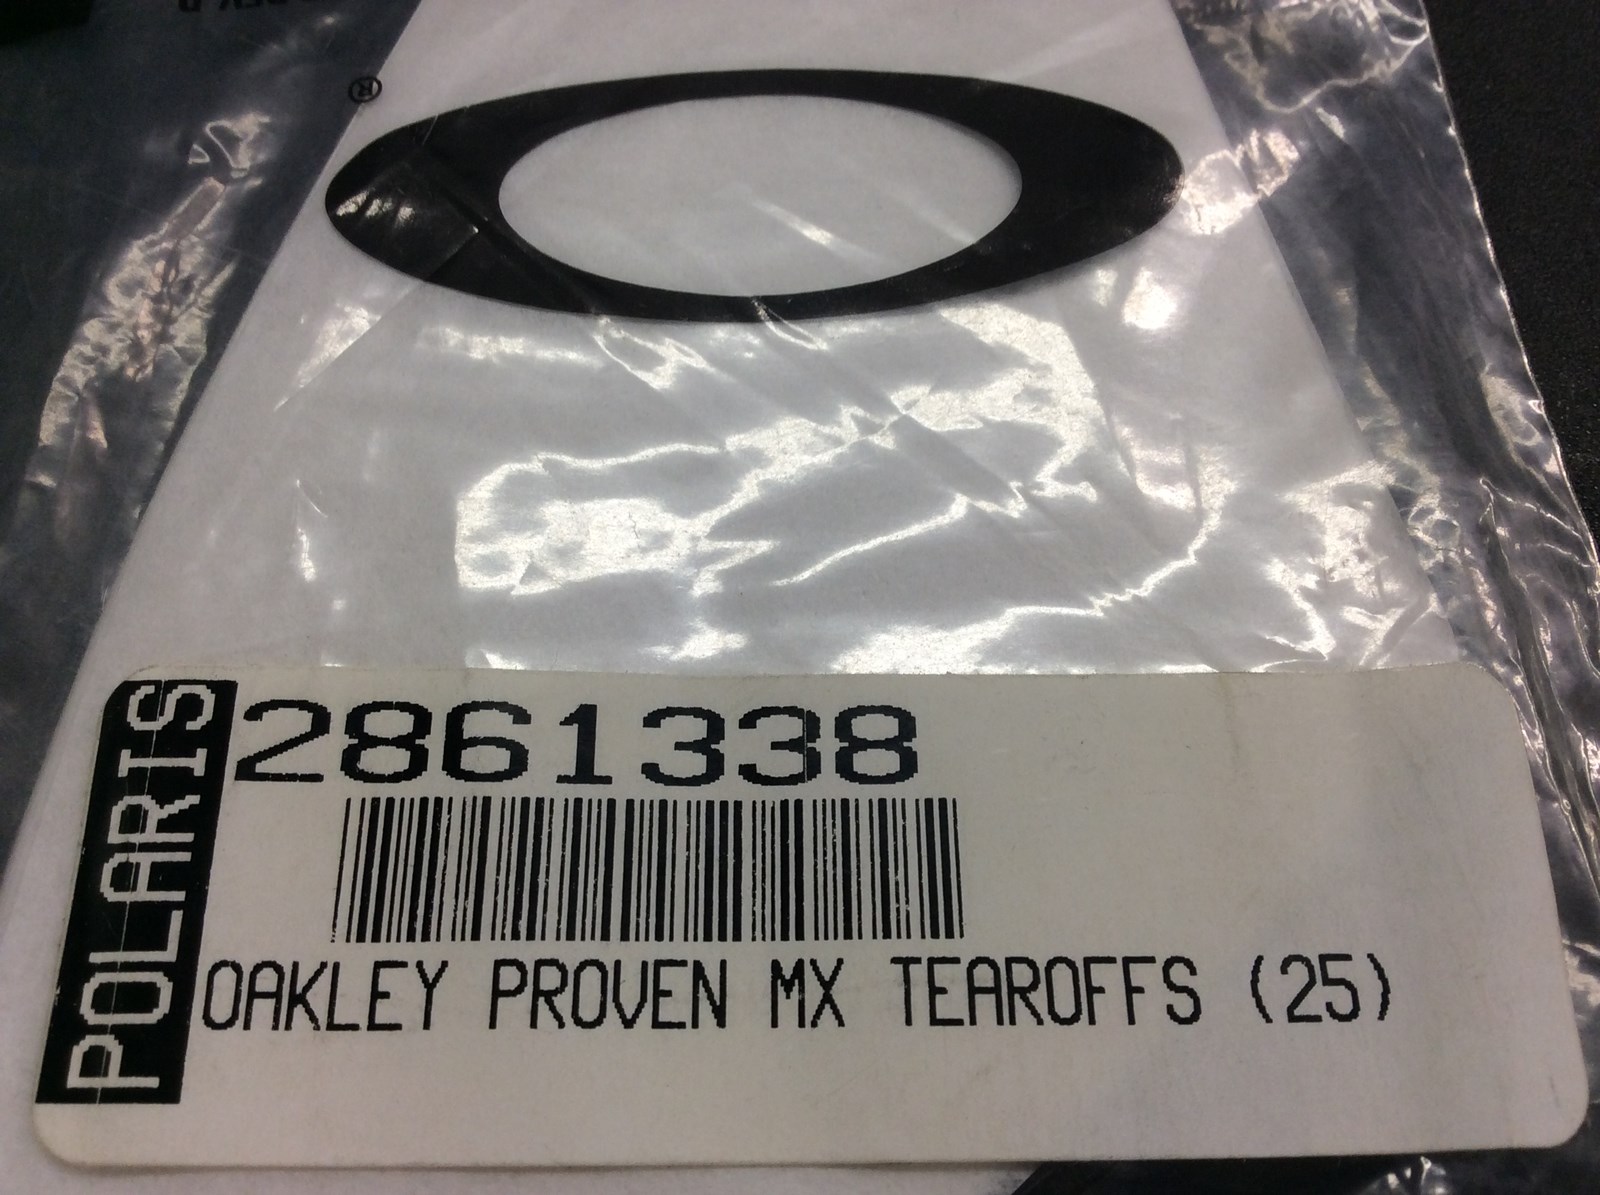 ®
POLARIS
2861338
OAKLEY PROVEN MX TEAROFFS (25)